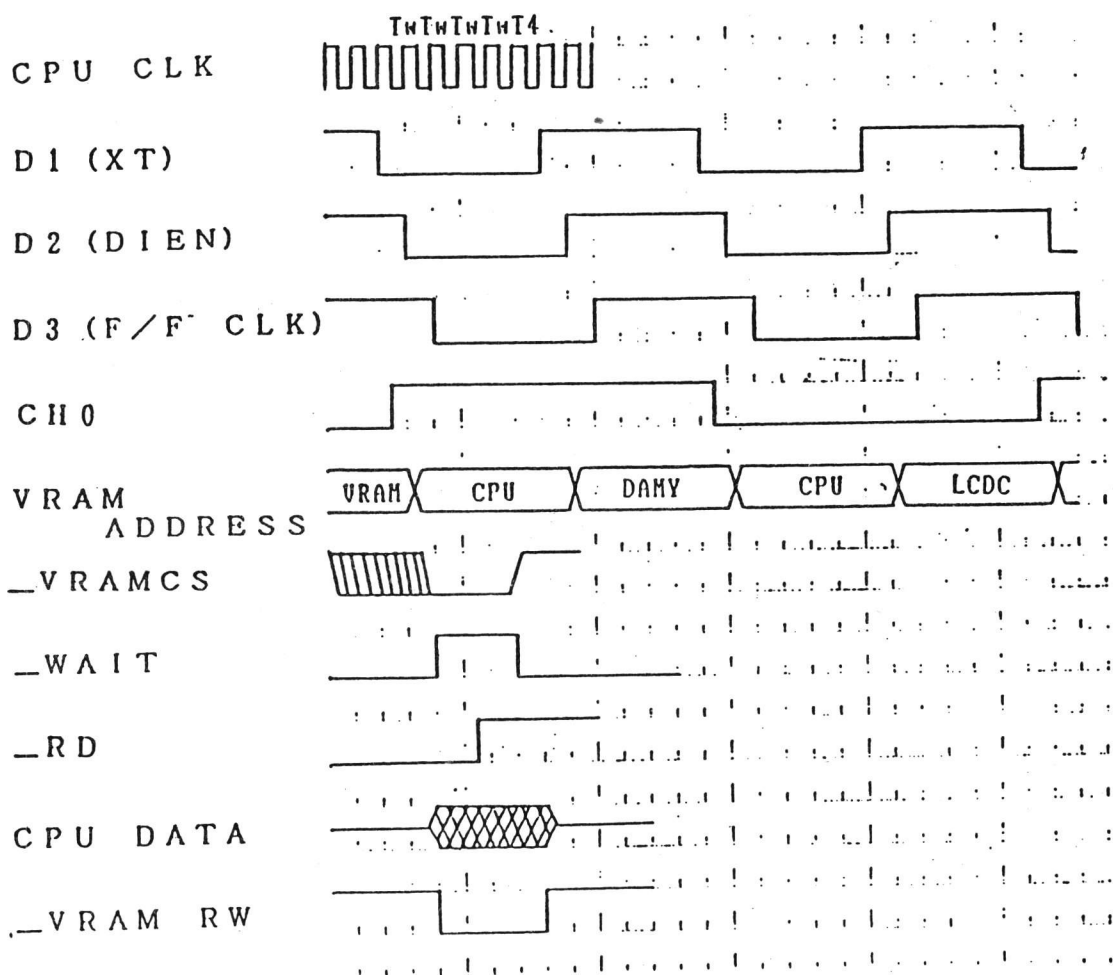 TwTwTwTwT4
CPU CLK
D1 (XT)
D2 (DIEN)
D3 (F/F CLK)
CH0
VRAM
ADDRESS
VRAM CPU DAMY CPU LCDC
_VRAMCS
_WAIT
_RD
CPU DATA
_VRAM RW